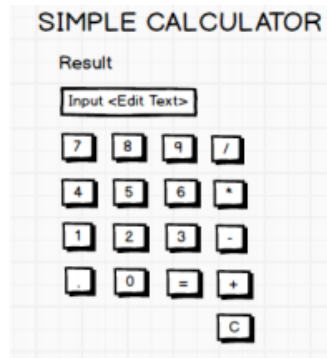 SIMPLE CALCULATOR
Result
Input <Edit Text>
7 8 9 /
4 5 6 *
1 2 3 -
. 0 = +
C